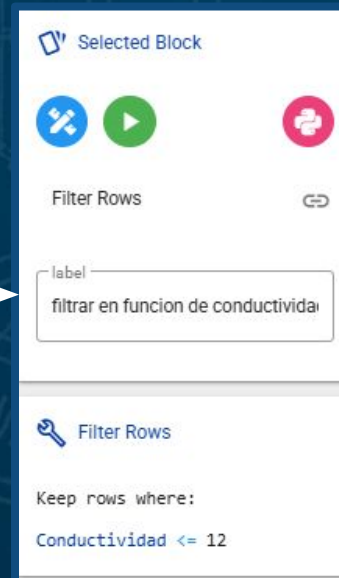 Selected Block
Filter Rows
label
filtrar en funcion de conductivida
Filter Rows
Keep rows where:
Conductividad <= 12